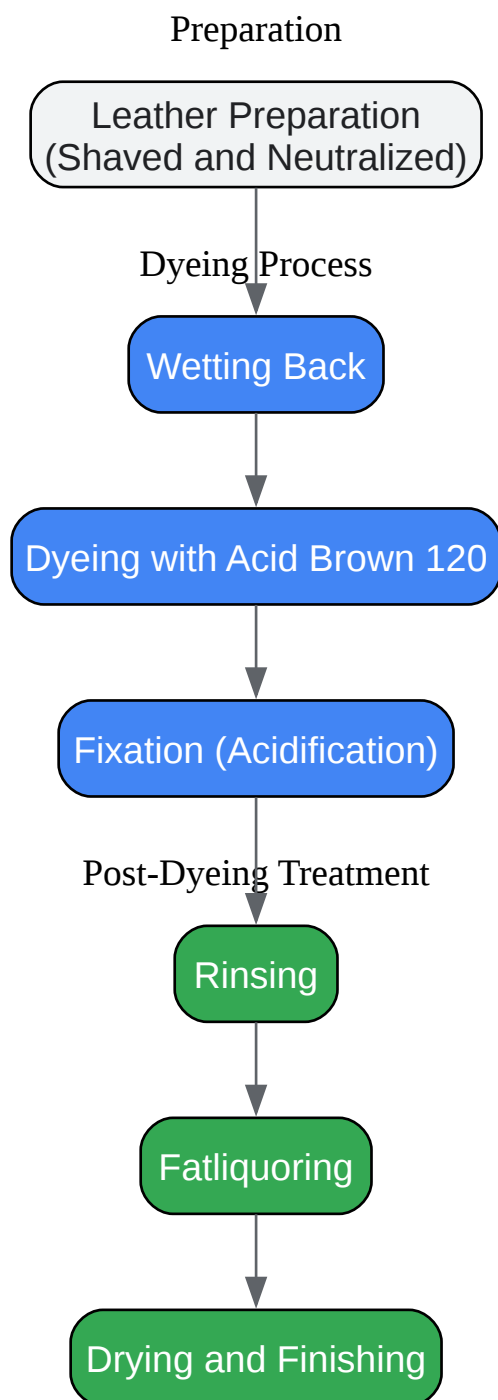 Preparation
Leather Preparation
(Shaved and Neutralized)
Dyeing Process
Wetting Back
Dyeing with Acid Brown 120
Fixation (Acidification)
Post-Dyeing Treatment
Rinsing
Fatliquoring
Drying and Finishing